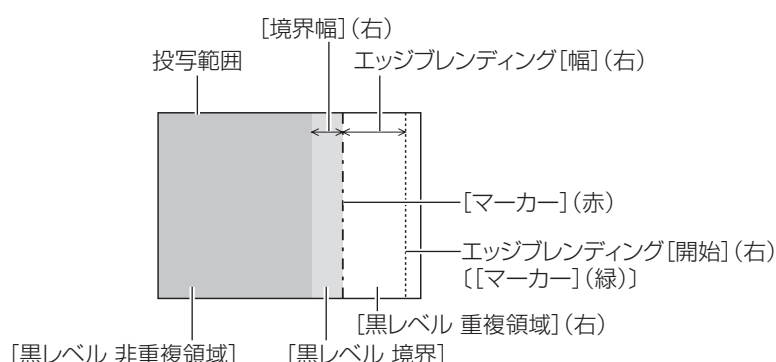 [境界幅](右)
投写範囲
エッジブレンディング[幅](右)
[マーカー](赤)
エッジブレンディング[開始](右)
〔[マーカー](緑)〕
[黒レベル 重複領域](右)
[黒レベル 非重複領域]
[黒レベル 境界]